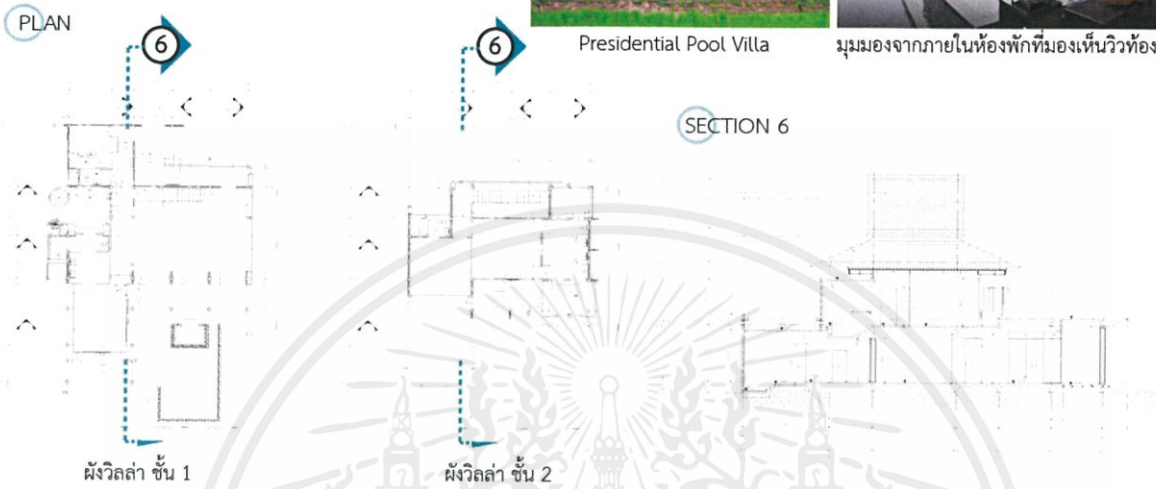 PLAN
6
6
Presidential Pool Villa
มุมมองจากภายในห้องพักที่มองเห็นวิวท้อง
SECTION 6
ผังวิลล่า ชั้น 1
ผังวิลล่า ชั้น 2